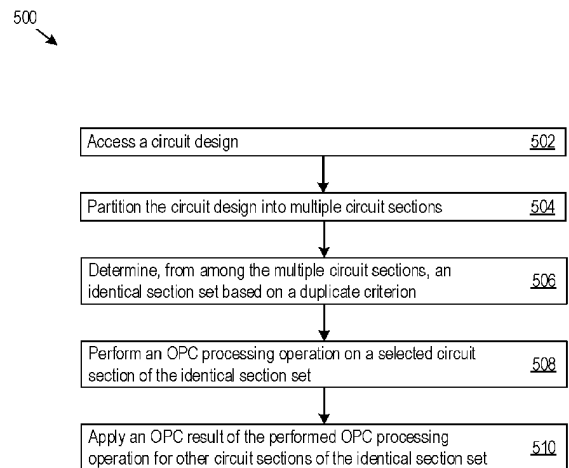 500
Access a circuit design 502
Partition the circuit design into multiple circuit sections 504
Determine, from among the multiple circuit sections, an
identical section set based on a duplicate criterion 506
Perform an OPC processing operation on a selected circuit
section of the identical section set 508
Apply an OPC result of the performed OPC processing
operation for other circuit sections of the identical section set 510